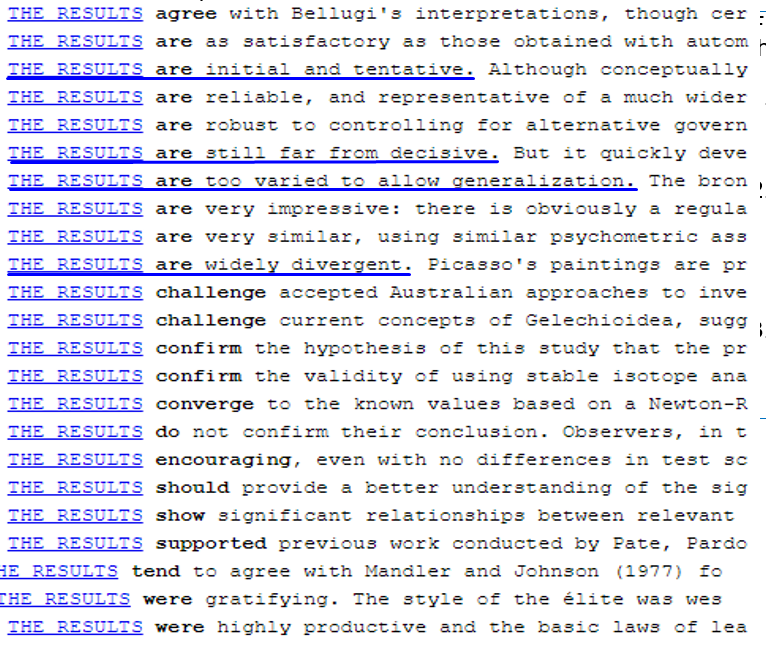 THE RESULTS agree with Bellugi's interpretations, though cer
THE RESULTS are as satisfactory as those obtained with autom
THE RESULTS are initial and tentative. Although conceptually
THE RESULTS are reliable, and representative of a much wider
THE RESULTS are robust to controlling for alternative govern
THE RESULTS are still far from decisive. But it quickly deve
THE RESULTS are too varied to allow generalization. The bron
THE RESULTS are very impressive: there is obviously a regula
THE RESULTS are very similar, using similar psychometric ass
THE RESULTS are widely divergent. Picasso's paintings are pr
THE RESULTS challenge accepted Australian approaches to inve
THE RESULTS challenge current concepts of Gelechioidea, sugg
THE RESULTS confirm the hypothesis of this study that the pr
THE RESULTS confirm the validity of using stable isotope ana
THE RESULTS converge to the known values based on a Newton-R
THE RESULTS do not confirm their conclusion. Observers, in t
THE RESULTS encouraging, even with no differences in test sc
THE RESULTS should provide a better understanding of the sig
THE RESULTS show significant relationships between relevant
THE RESULTS supported previous work conducted by Pate, Pardo
HE RESULTS tend to agree with Mandler and Johnson (1977) fo
THE RESULTS were gratifying. The style of the élite was wes
THE RESULTS were highly productive and the basic laws of lea